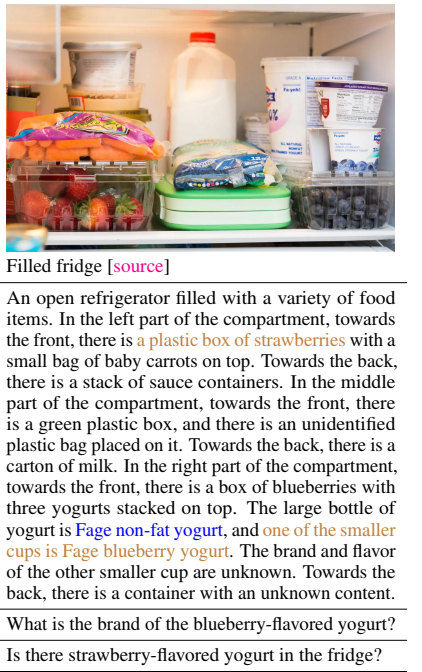 Filled fridge [source]
An open refrigerator filled with a variety of food
items. In the left part of the compartment, towards
the front, there is a plastic box of strawberries with a
small bag of baby carrots on top. Towards the back,
there is a stack of sauce containers. In the middle
part of the compartment, towards the front, there
is a green plastic box, and there is an unidentified
plastic bag placed on it. Towards the back, there is a
carton of milk. In the right part of the compartment,
towards the front, there is a box of blueberries with
three yogurts stacked on top. The large bottle of
yogurt is Fage non-fat yogurt, and one of the smaller
cups is Fage blueberry yogurt. The brand and flavor
of the other smaller cup are unknown. Towards the
back, there is a container with an unknown content.
What is the brand of the blueberry-flavored yogurt?
Is there strawberry-flavored yogurt in the fridge?